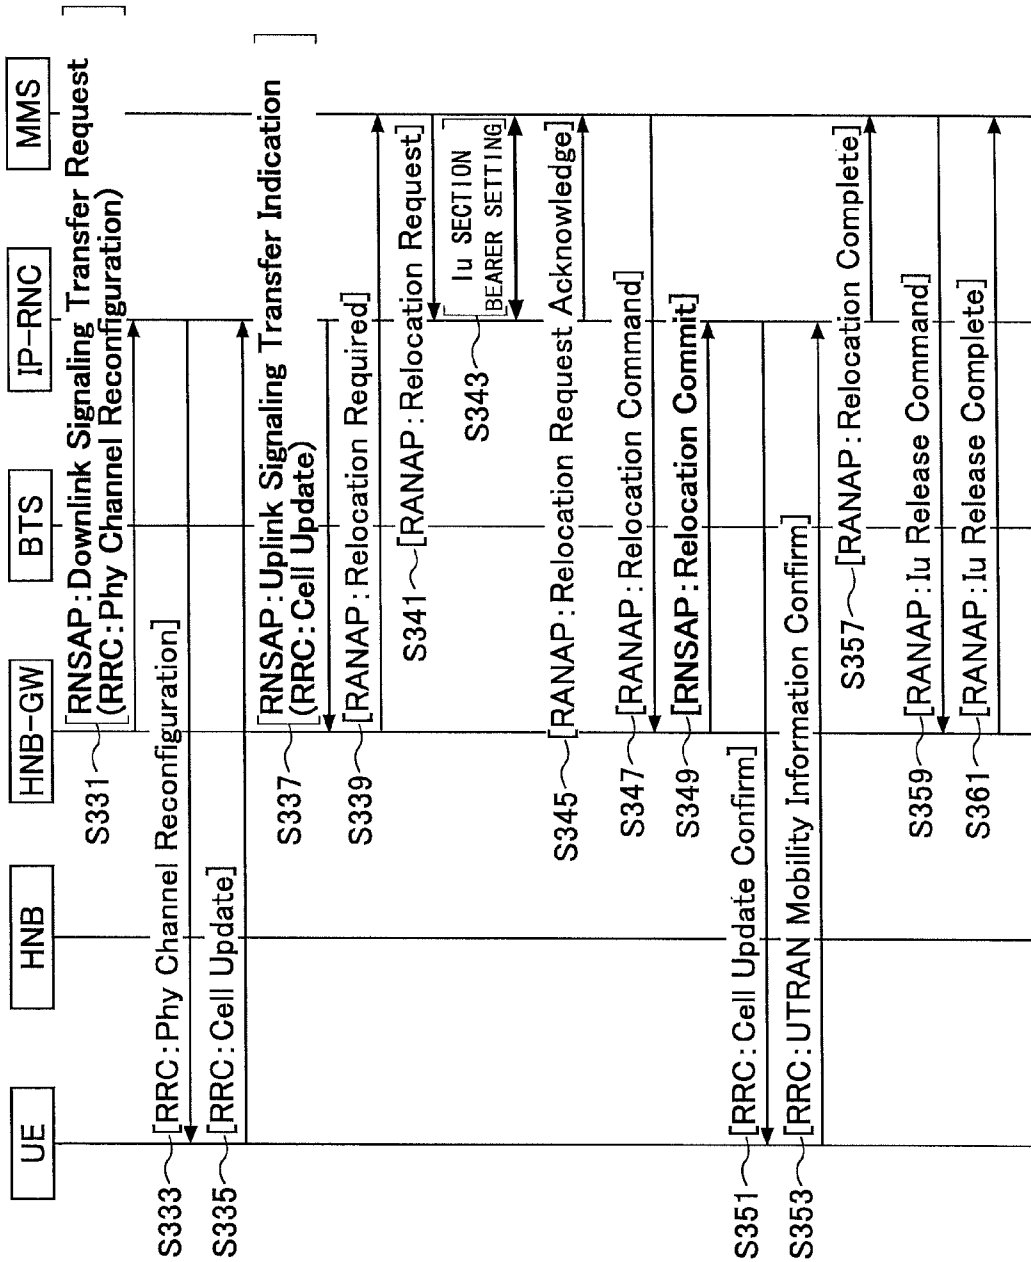 UE
HNB
HNB-GW
BTS
IP-RNC
MMS
S331
[RNSAP:Downlink Signaling Transfer Request
(RRC:Phy Channel Reconfiguration)]
S333
[RRC:Phy Channel Reconfiguration]
S335
[RRC:Cell Update]
S337
[RNSAP:Uplink Signaling Transfer Indication
(RRC:Cell Update)]
S339
[RANAP:Relocation Required]
S341
[RANAP:Relocation Request]
[Iu SECTION
BEARER SETTING]
S343
S345
[RANAP:Relocation Request Acknowledge]
S347
[RANAP:Relocation Command]
S349
[RNSAP:Relocation Commit]
S351
[RRC:Cell Update Confirm]
S353
[RRC:UTRAN Mobility Information Confirm]
S357
[RANAP:Relocation Complete]
S359
[RANAP:Iu Release Command]
S361
[RANAP:Iu Release Complete]